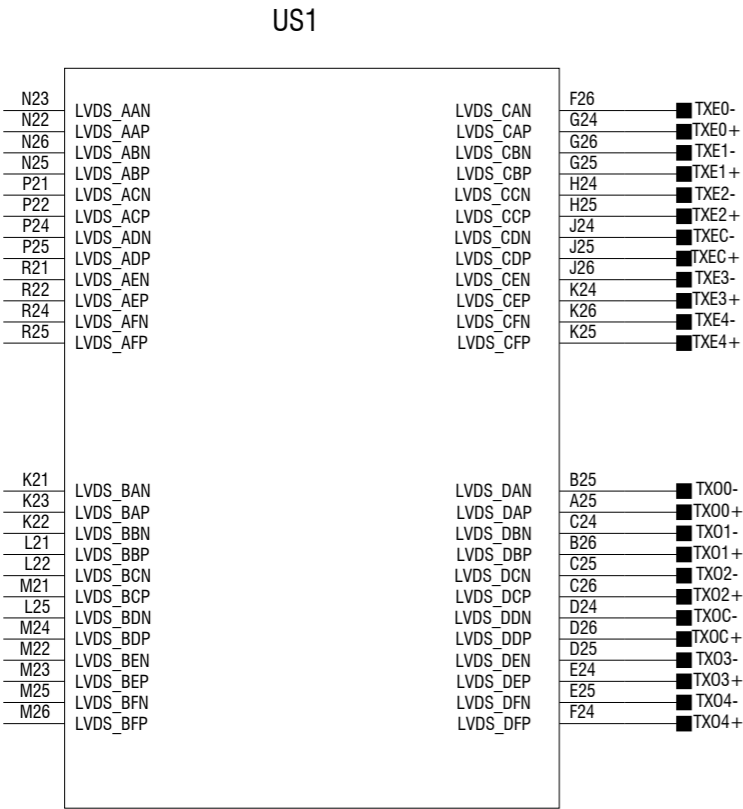 US1
N23 LVDS_AAN LVDS_CAN F26 TXE0-
N22 LVDS_AAP LVDS_CAP G24 TXE0+
N26 LVDS_ABN LVDS_CBN G26 TXE1-
N25 LVDS_ABP LVDS_CBP G25 TXE1+
P21 LVDS_ACN LVDS_CCN H24 TXE2-
P22 LVDS_ACP LVDS_CCP H25 TXE2+
P24 LVDS_ADN LVDS_CDN J24 TXEC-
P25 LVDS_ADP LVDS_CDP J25 TXEC+
R21 LVDS_AEN LVDS_CEN J26 TXE3-
R22 LVDS_AEP LVDS_CEP K24 TXE3+
R24 LVDS_AFN LVDS_CFN K26 TXE4-
R25 LVDS_AFP LVDS_CFP K25 TXE4+
K21 LVDS_BAN LVDS_DAN B25 TXO0-
K23 LVDS_BAP LVDS_DAP A25 TXO0+
K22 LVDS_BBN LVDS_DBN C24 TXO1-
L21 LVDS_BBP LVDS_DBP B26 TXO1+
L22 LVDS_BCN LVDS_DCN C25 TXO2-
M21 LVDS_BCP LVDS_DCP C26 TXO2+
L25 LVDS_BDN LVDS_DDN D24 TXOC-
M24 LVDS_BDP LVDS_DDP D26 TXOC+
M22 LVDS_BEN LVDS_DEN D25 TXO3-
M23 LVDS_BEP LVDS_DEP E24 TXO3+
M25 LVDS_BFN LVDS_DFN E25 TXO4-
M26 LVDS_BFP LVDS_DFP F24 TXO4+